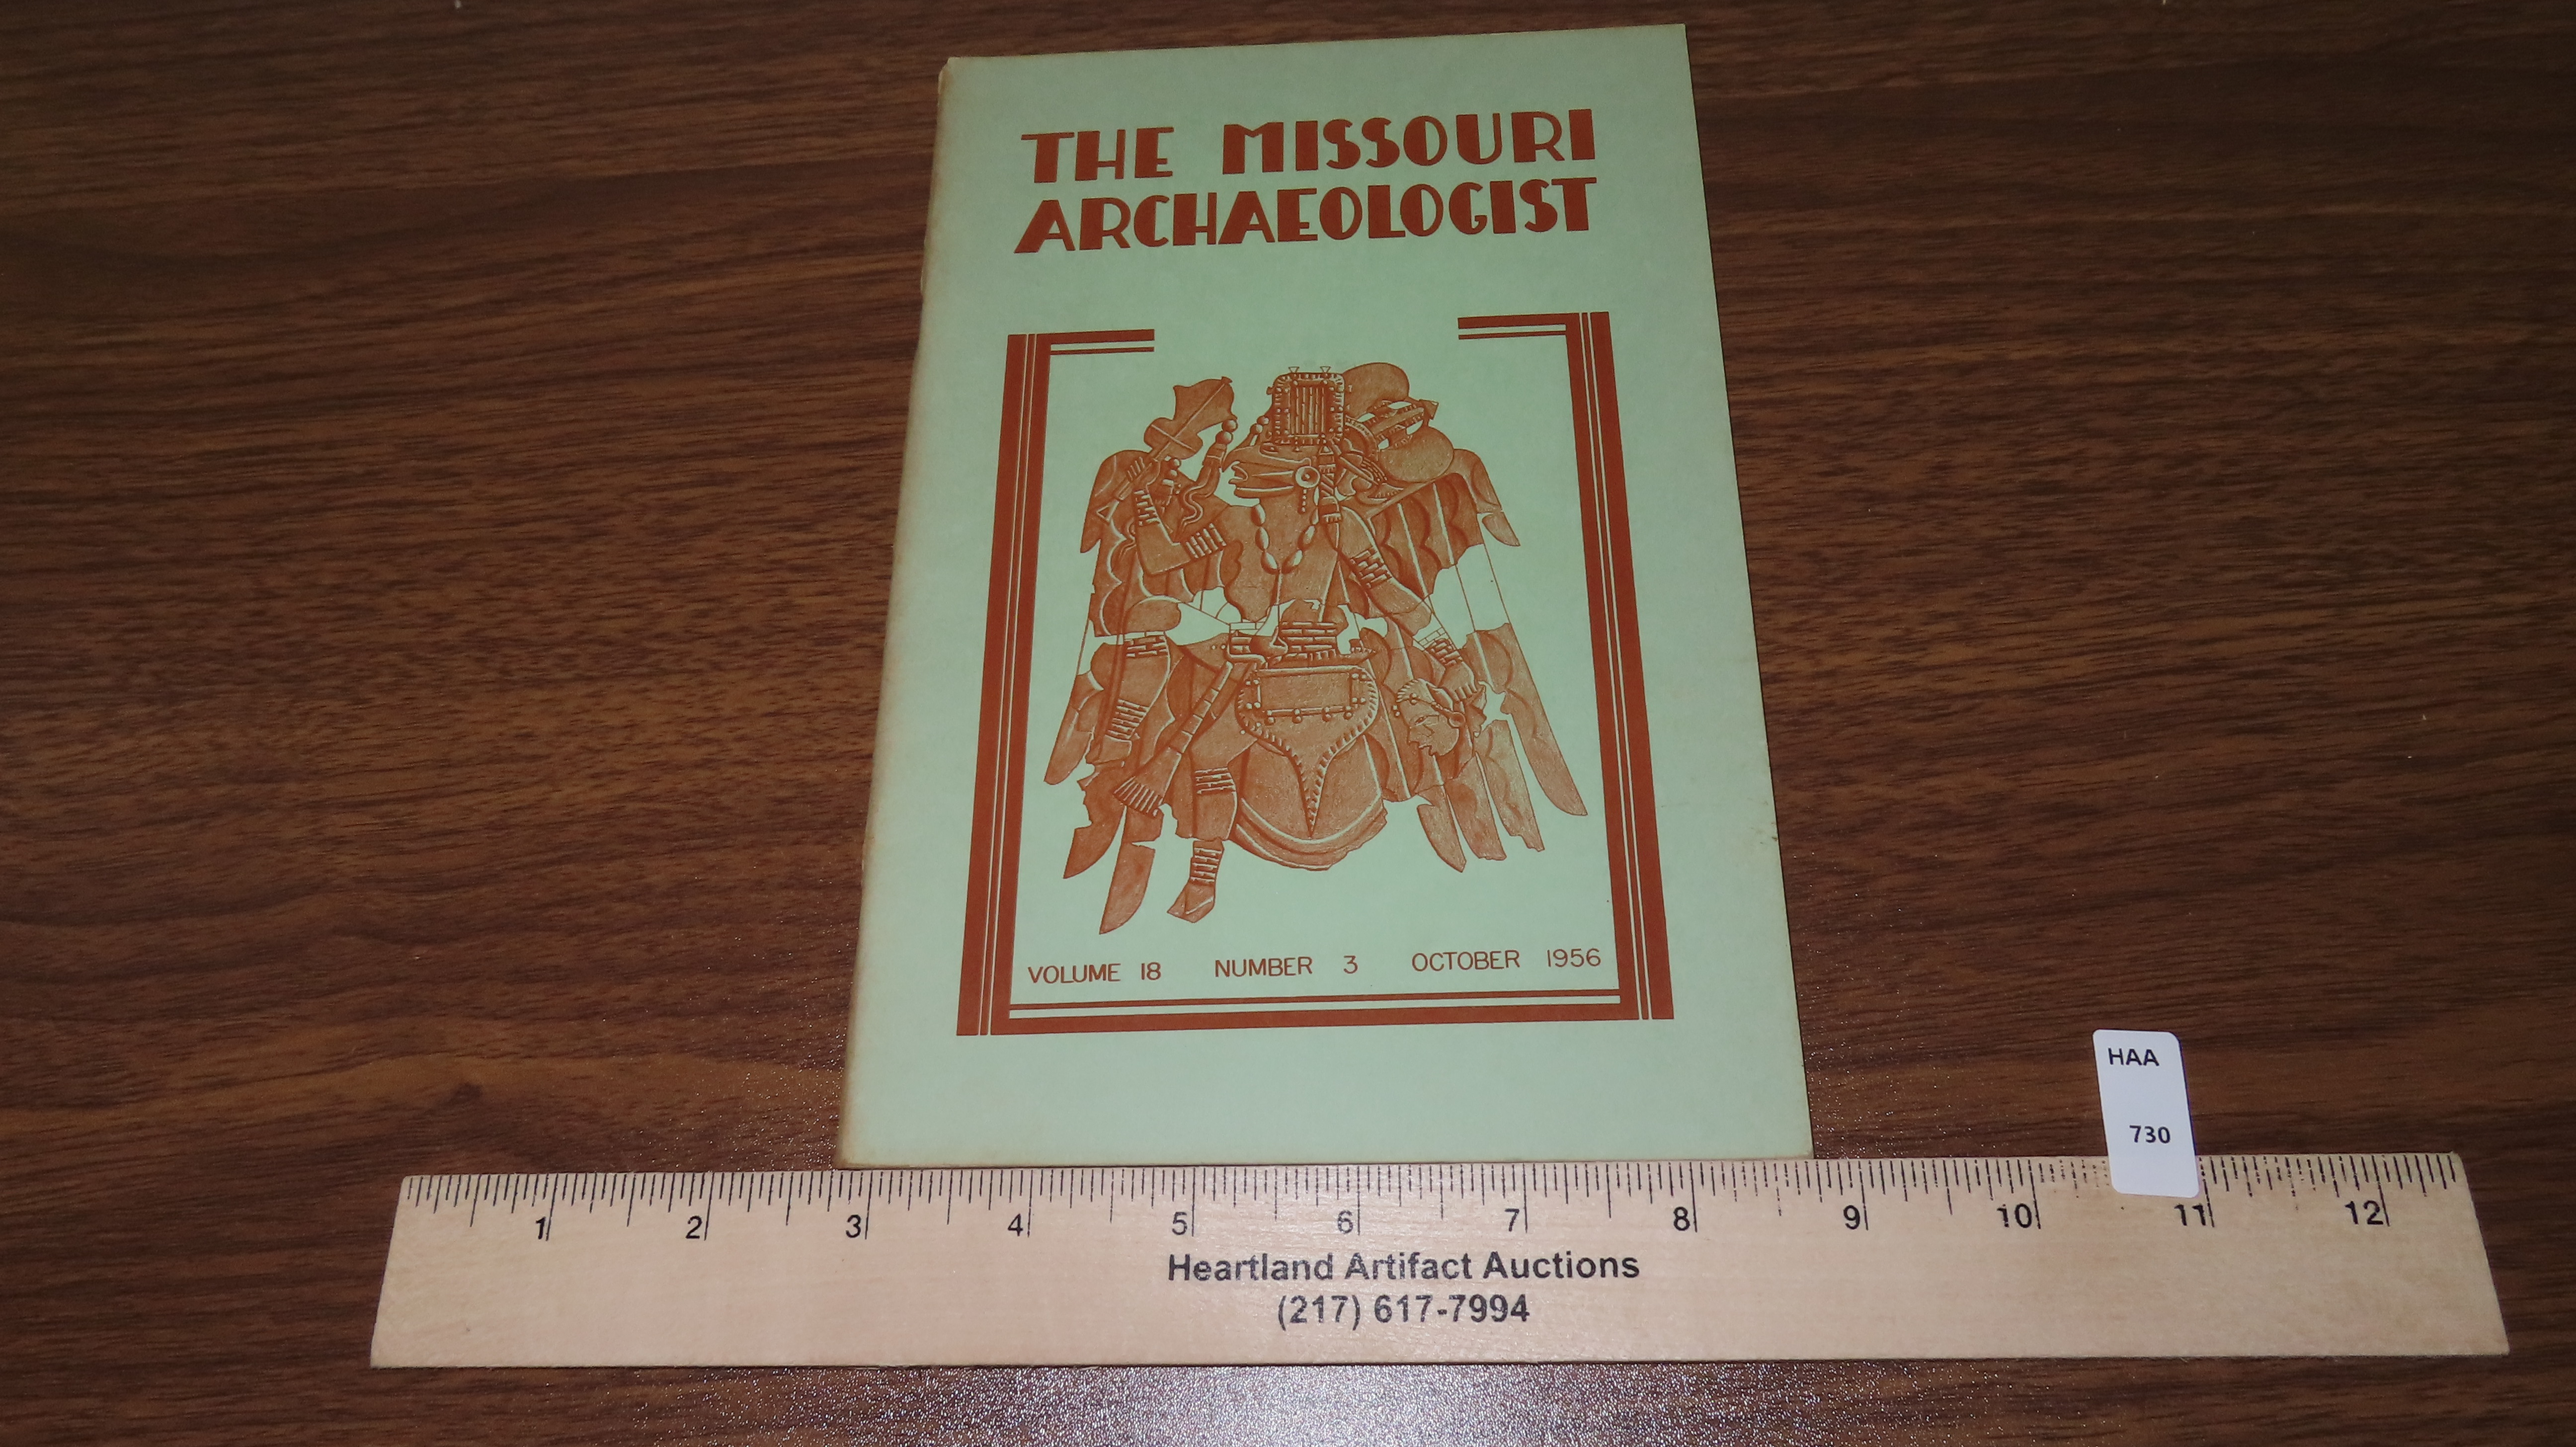 THE MISSOURI
ARCHAEOLOGIST
VOLUME 18 NUMBER 3 OCTOBER 1956
HAA
730
1 2 3 4 5 6 7 8 9 10 11 12
Heartland Artifact Auctions
(217) 617-7994